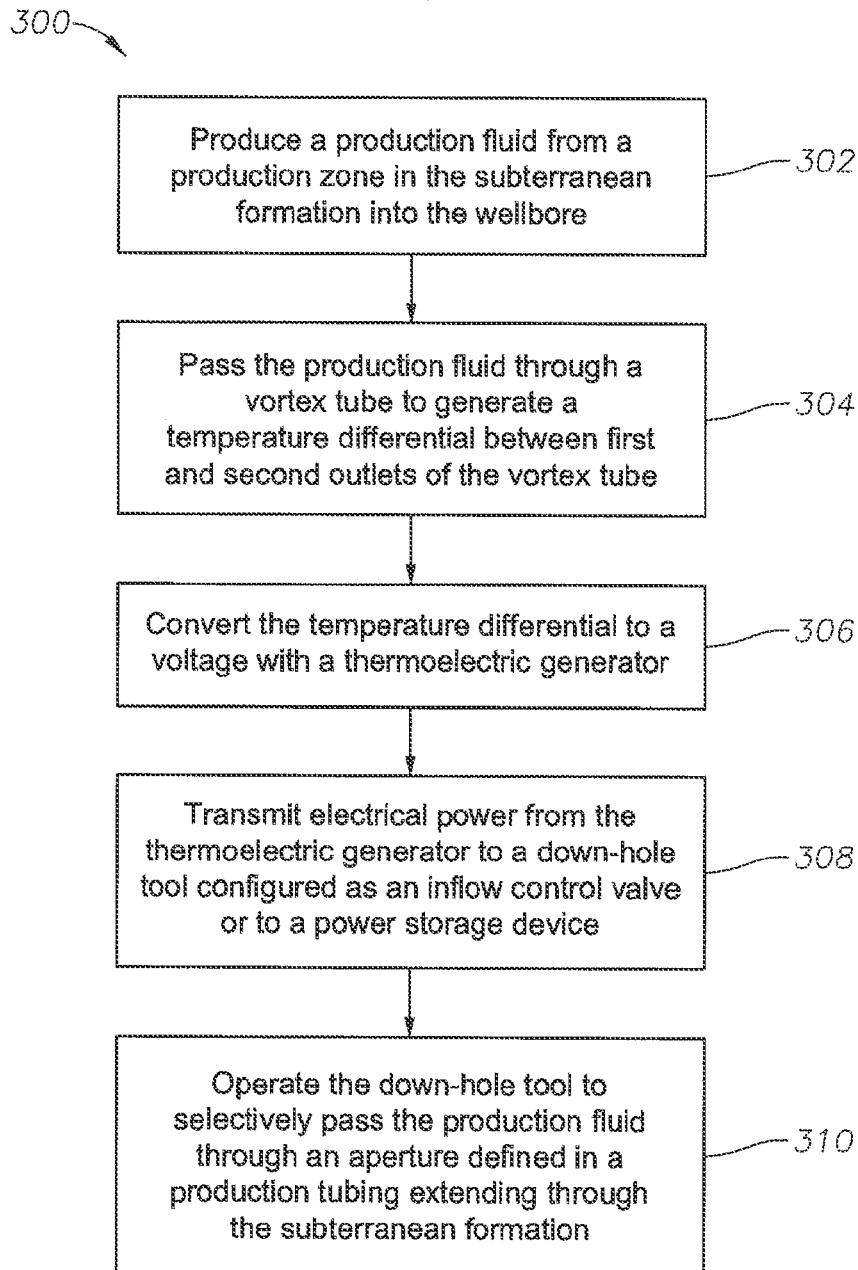 300
Produce a production fluid from a
production zone in the subterranean
formation into the wellbore
302
Pass the production fluid through a
vortex tube to generate a
temperature differential between first
and second outlets of the vortex tube
304
Convert the temperature differential to a
voltage with a thermoelectric generator
306
Transmit electrical power from the
thermoelectric generator to a down-hole
tool configured as an inflow control valve
or to a power storage device
308
Operate the down-hole tool to
selectively pass the production fluid
through an aperture defined in a
production tubing extending through
the subterranean formation
310